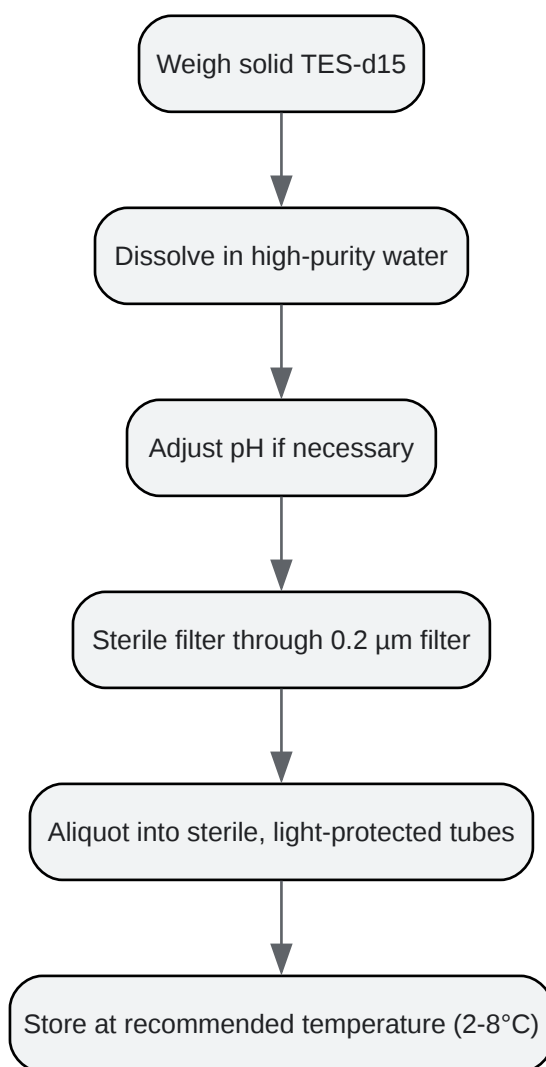 Weigh solid TES-d15
Dissolve in high-purity water
Adjust pH if necessary
Sterile filter through 0.2 µm filter
Aliquot into sterile, light-protected tubes
Store at recommended temperature (2-8°C)